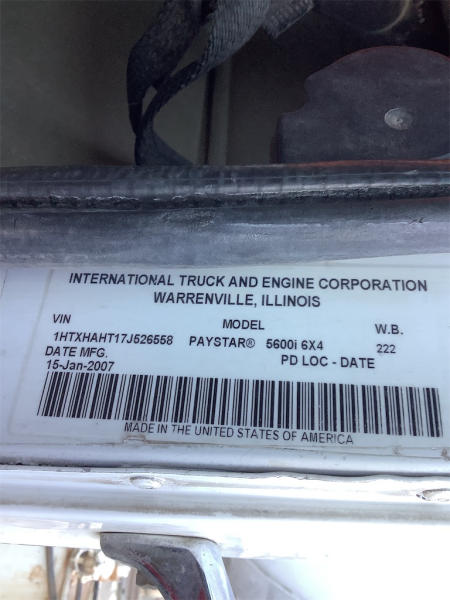 INTERNATIONAL TRUCK AND ENGINE CORPORATION
WARRENVILLE, ILLINOIS
VIN MODEL W.B.
1HTXHAHT17J526558 PAYSTAR® 5600i 6X4 222
DATE MFG. PD LOC - DATE
15-Jan-2007
MADE IN THE UNITED STATES OF AMERICA